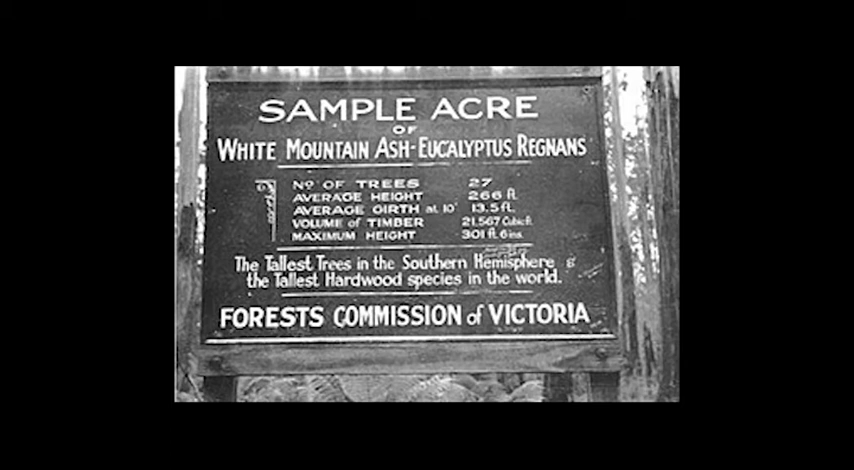 SAMPLE ACRE
OF
WHITE MOUNTAIN ASH-EUCALYPTUS REGNANS
No OF TREES 27
AVERAGE HEIGHT 266 ft.
AVERAGE GIRTH at 10' 13.5 ft.
VOLUME of TIMBER 21,567 Cubic ft.
MAXIMUM HEIGHT 301 ft. 6 ins.
The Tallest Trees in the Southern Hemisphere &
the Tallest Hardwood species in the world.
FORESTS COMMISSION of VICTORIA